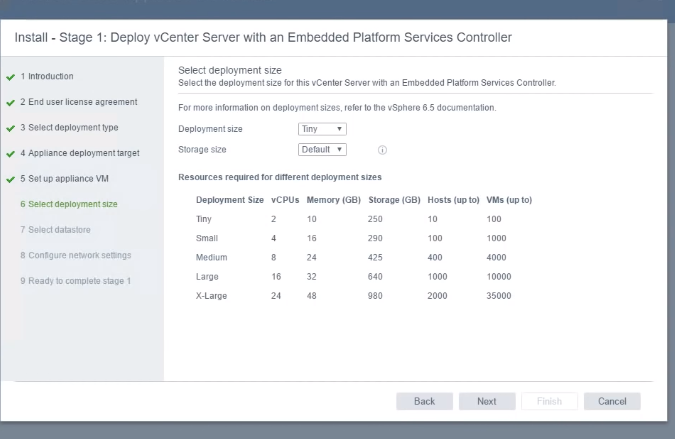 Install - Stage 1: Deploy vCenter Server with an Embedded Platform Services Controller
1 Introduction
2 End user license agreement
3 Select deployment type
4 Appliance deployment target
5 Set up appliance VM
6 Select deployment size
7 Select datastore
8 Configure network settings
9 Ready to complete stage 1
Select deployment size
Select the deployment size for this vCenter Server with an Embedded Platform Services Controller.
For more information on deployment sizes, refer to the vSphere 6.5 documentation.
Deployment size Tiny
Storage size Default
Resources required for different deployment sizes
Deployment Size vCPUs Memory (GB) Storage (GB) Hosts (up to) VMs (up to)
Tiny 2 10 250 10 100
Small 4 16 290 100 1000
Medium 8 24 425 400 4000
Large 16 32 640 1000 10000
X-Large 24 48 980 2000 35000
Back Next Finish Cancel